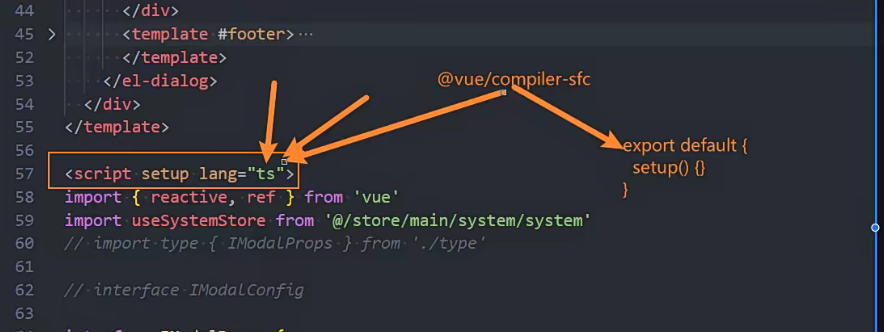 44 </div>
45 > <template #footer> ···
52 </template>
53 </el-dialog>
@vue/compiler-sfc
54 </div>
55 </template>
56
export default {
setup() {}
}
57 <script setup lang="ts">
58 import { reactive, ref } from 'vue'
59 import useSystemStore from '@/store/main/system/system'
60 // import type { IModalProps } from './type'
61
62 // interface IModalConfig
63